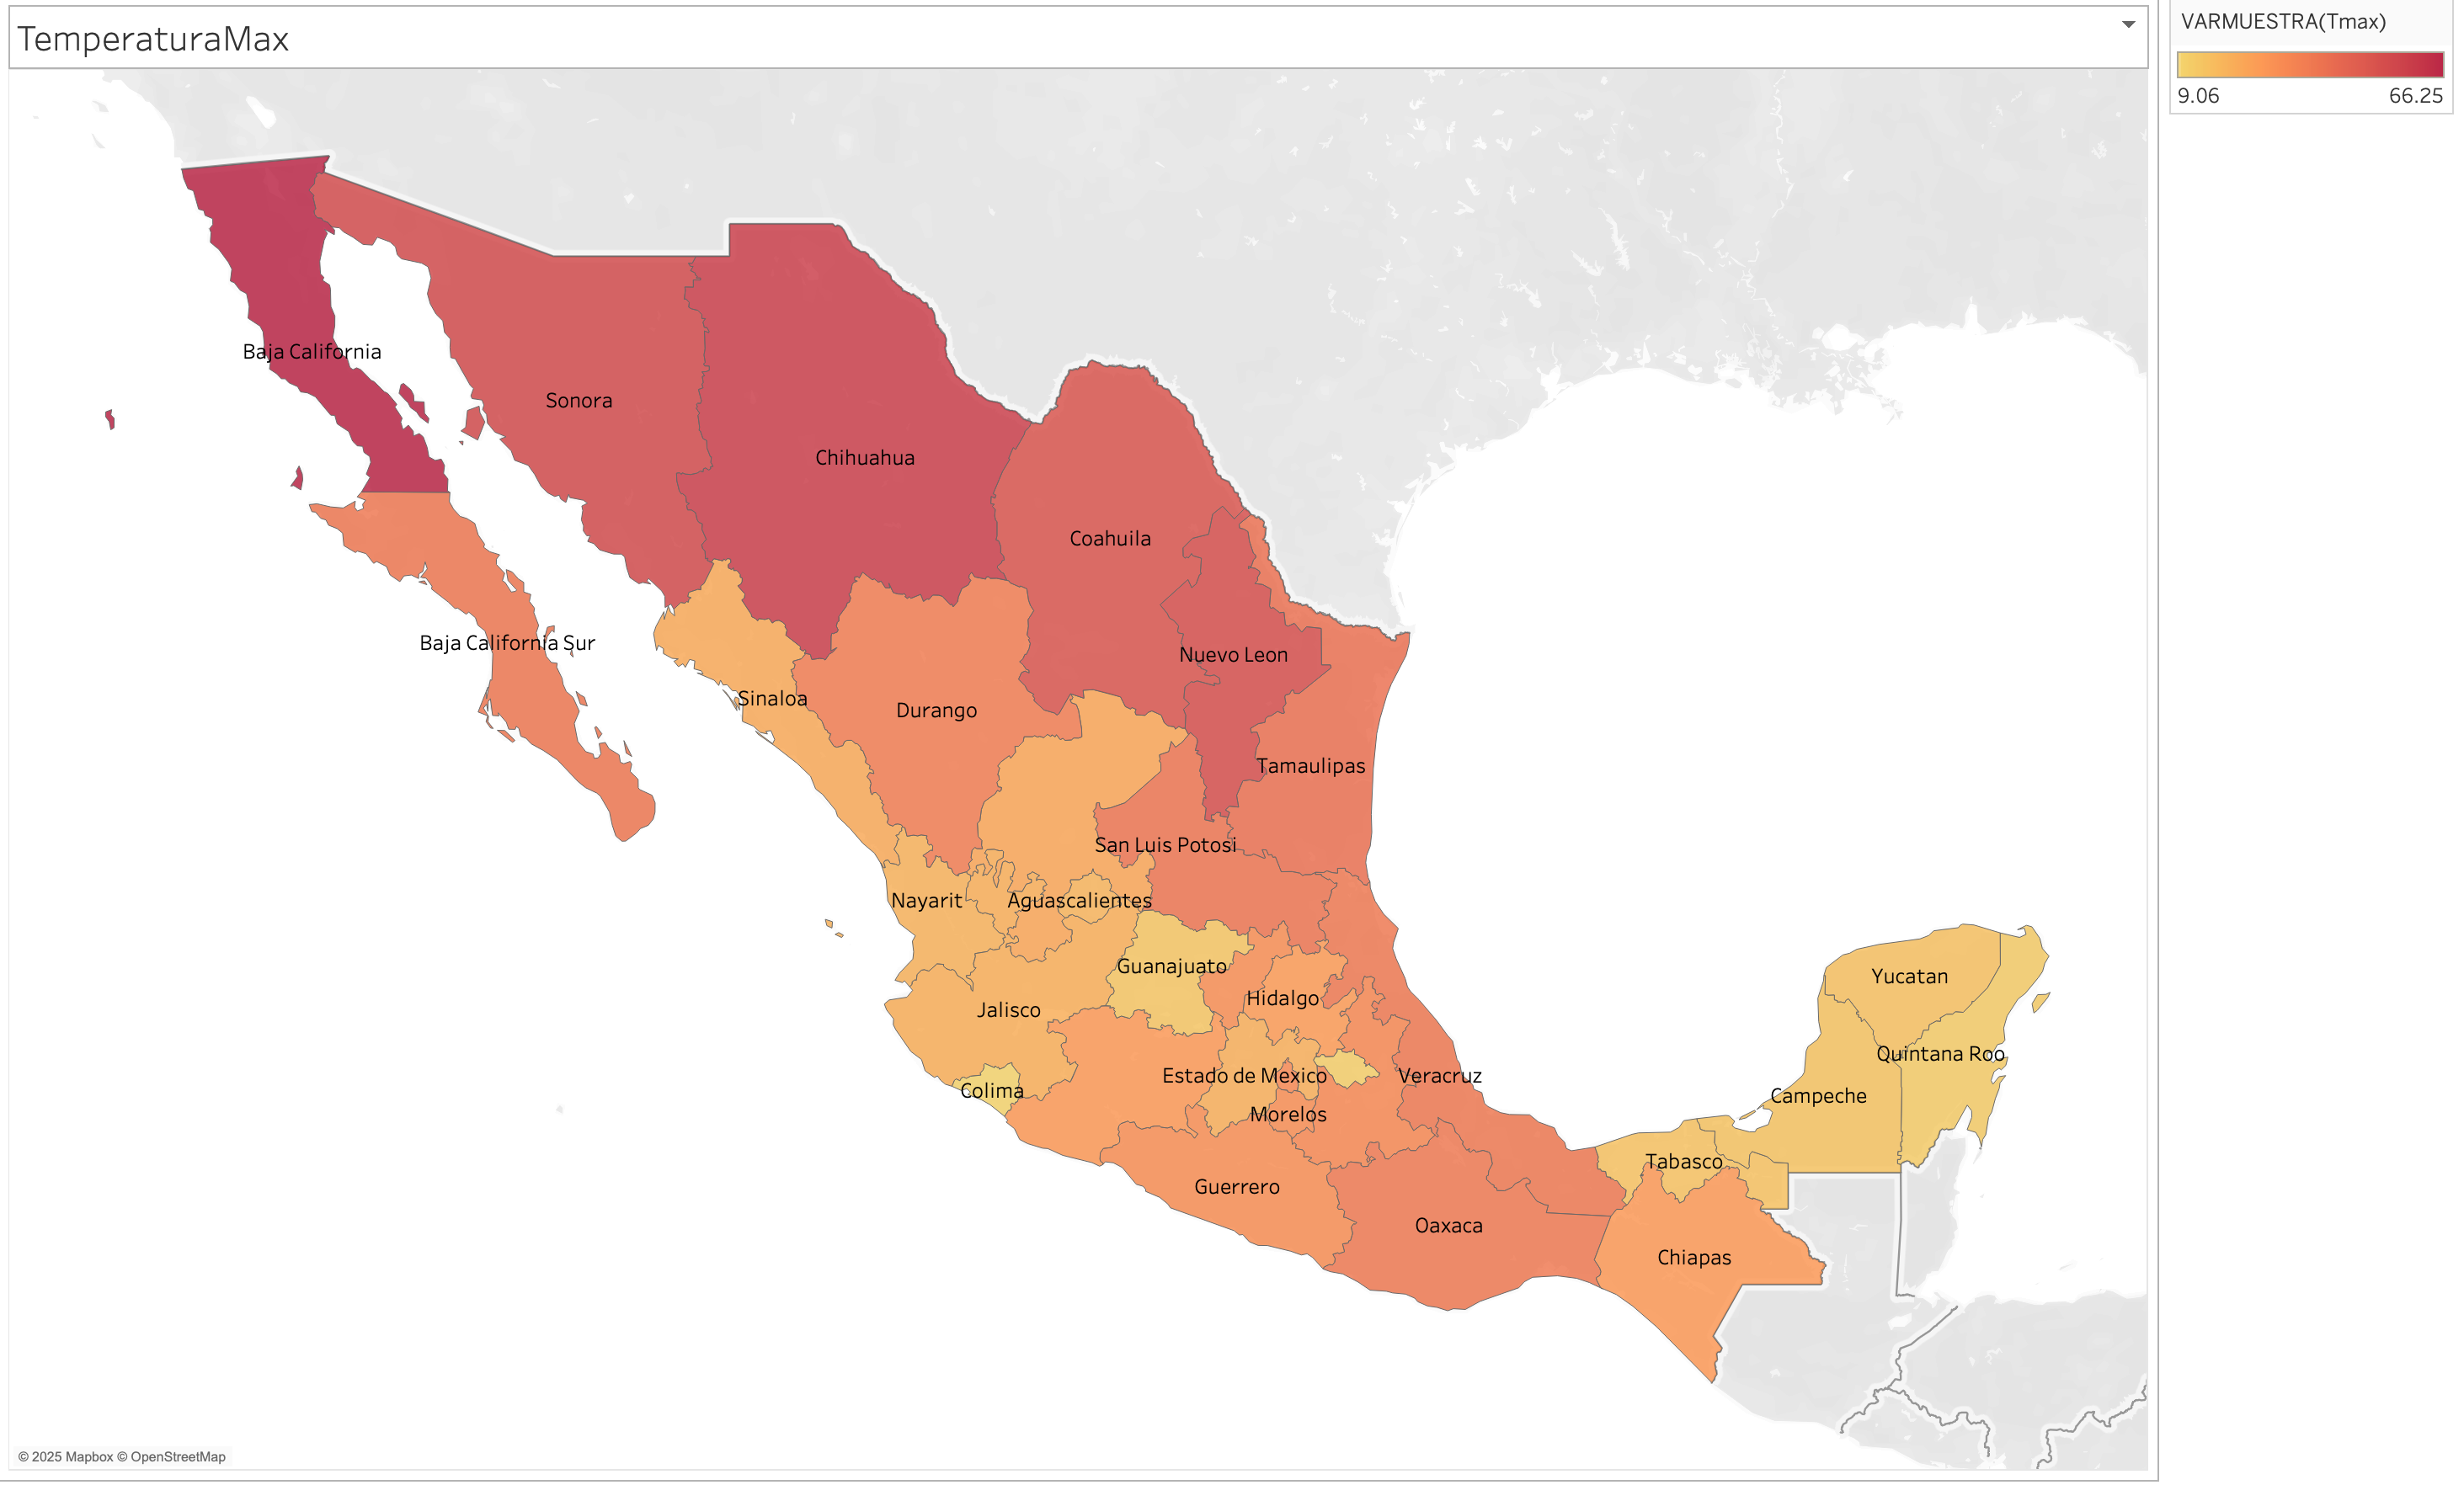 TemperaturaMax
VARMUESTRA(Tmax)
9.06 66.25
Baja California
Sonora
Chihuahua
Coahuila
Baja California Sur
Nuevo Leon
Sinaloa
Durango
Tamaulipas
San Luis Potosi
Nayarit
Aguascalientes
Guanajuato
Yucatan
Hidalgo
Jalisco
Quintana Roo
Estado de Mexico
Veracruz
Colima
Campeche
Morelos
Tabasco
Guerrero
Oaxaca
Chiapas
© 2025 Mapbox © OpenStreetMap